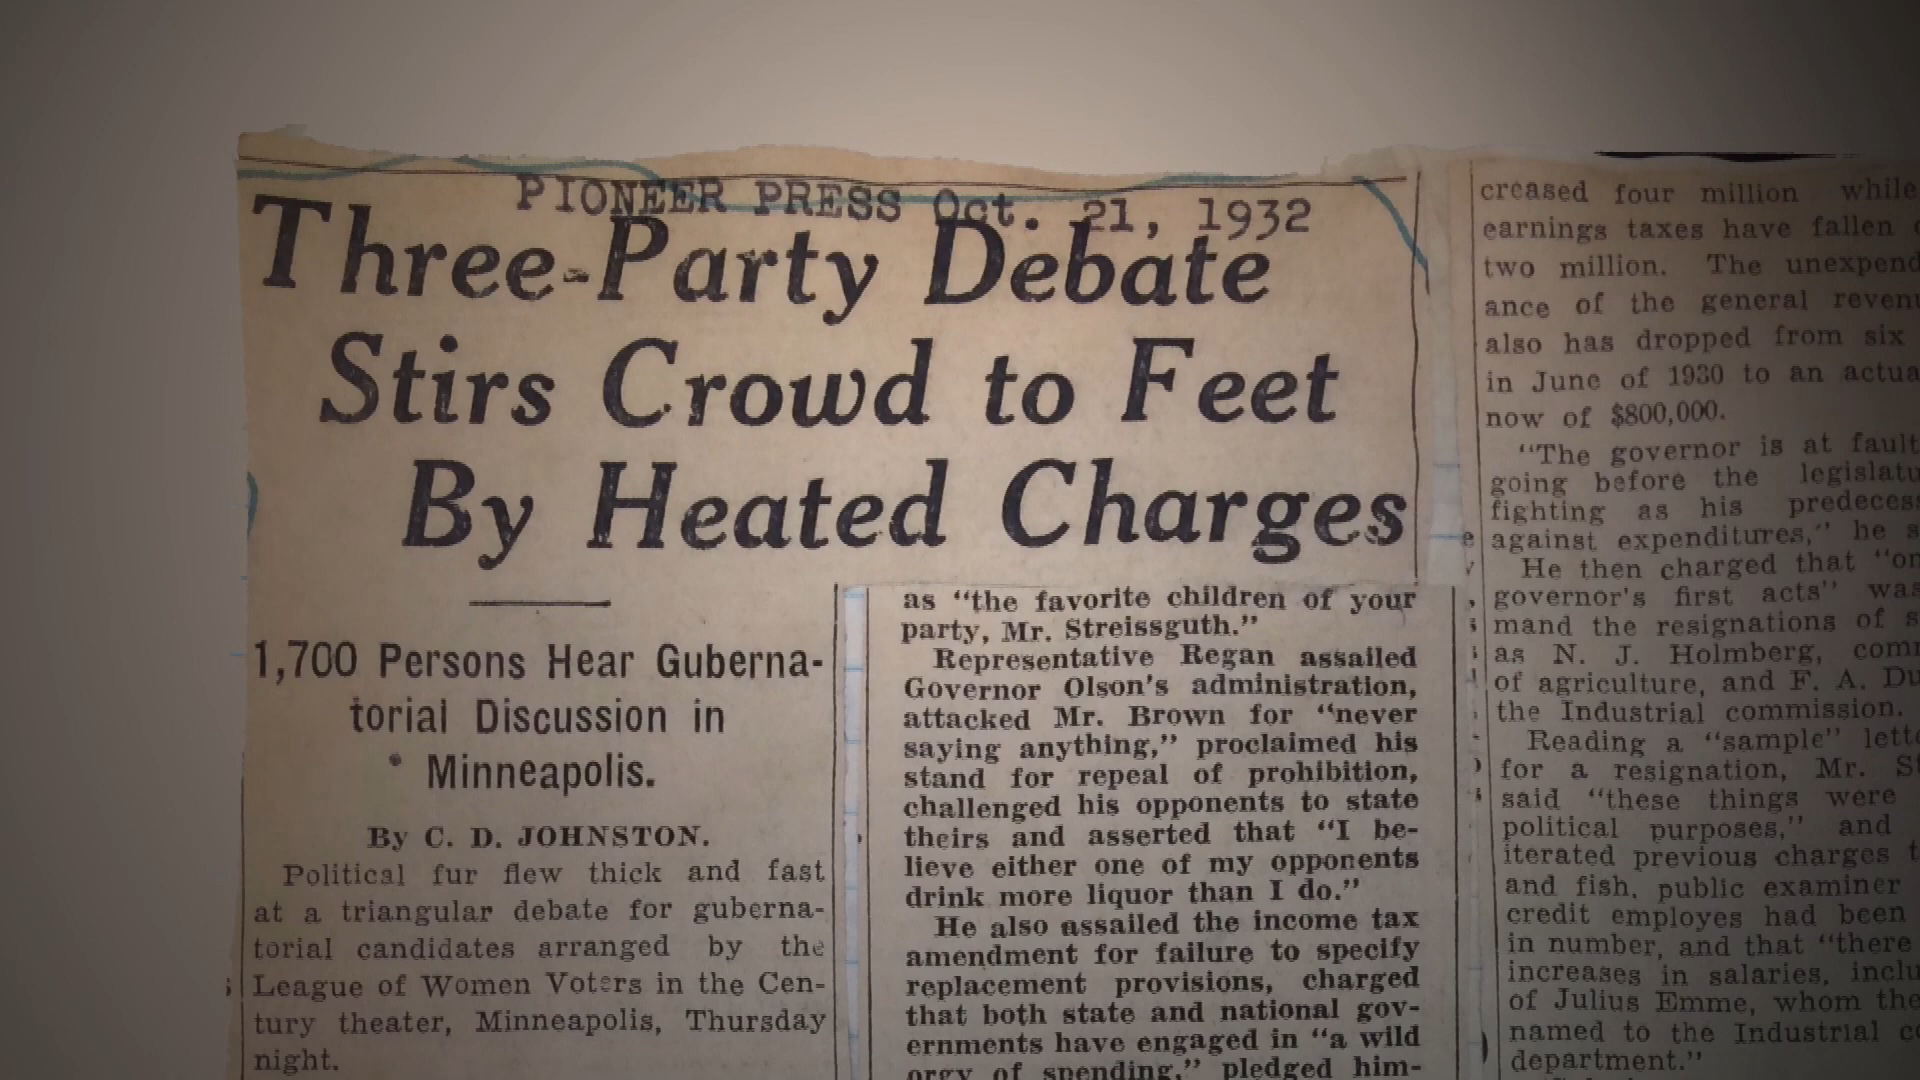 PIONEER PRESS Oct. 21, 1932
Three-Party Debate
Stirs Crowd to Feet
By Heated Charges
1,700 Persons Hear Guberna-
torial Discussion in
Minneapolis.
By C. D. JOHNSTON.
Political fur flew thick and fast
at a triangular debate for guberna-
torial candidates arranged by the
League of Women Voters in the Cen-
tury theater, Minneapolis, Thursday
night.
as "the favorite children of your
party, Mr. Streissguth."
Representative Regan assailed
Governor Olson's administration,
attacked Mr. Brown for "never
saying anything," proclaimed his
stand for repeal of prohibition,
challenged his opponents to state
theirs and asserted that "I be-
lieve either one of my opponents
drink more liquor than I do."
He also assailed the income tax
amendment for failure to specify
replacement provisions, charged
that both state and national gov-
ernments have engaged in "a wild
orgy of spending," pledged him-
creased four million while
earnings taxes have fallen
two million. The unexpend
ance of the general revenu
also has dropped from six
in June of 1930 to an actua
now of $800,000.
"The governor is at fault
going before the legislatu
fighting as his predecess
against expenditures," he s
He then charged that "on
governor's first acts" was
mand the resignations of s
as N. J. Holmberg, com
of agriculture, and F. A. Du
the Industrial commission.
Reading a "sample" lette
for a resignation, Mr. St
said "these things were
political purposes," and
iterated previous charges t
and fish, public examiner
credit employes had been
in number, and that "there
increases in salaries, inclu
of Julius Emme, whom the
named to the Industrial co
department."